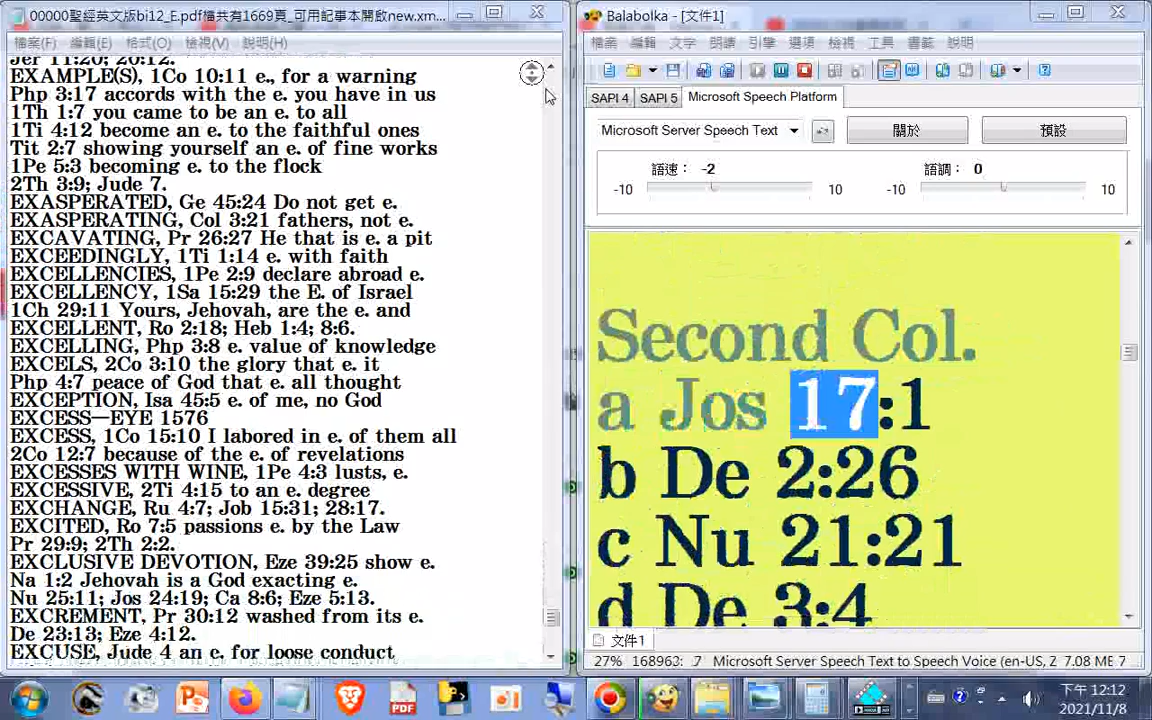 00000聖經英文版bi12_E.pdf檔共有1669頁_可用記事本開啟new.xm...
檔案(F) 編輯(E) 格式(O) 檢視(V) 說明(H)
Jer 11:20; 20:12.
EXAMPLE(S), 1Co 10:11 e., for a warning
Php 3:17 accords with the e. you have in us
1Th 1:7 you came to be an e. to all
1Ti 4:12 become an e. to the faithful ones
Tit 2:7 showing yourself an e. of fine works
1Pe 5:3 becoming e. to the flock
2Th 3:9; Jude 7.
EXASPERATED, Ge 45:24 Do not get e.
EXASPERATING, Col 3:21 fathers, not e.
EXCAVATING, Pr 26:27 He that is e. a pit
EXCEEDINGLY, 1Ti 1:14 e. with faith
EXCELLENCIES, 1Pe 2:9 declare abroad e.
EXCELLENCY, 1Sa 15:29 the E. of Israel
1Ch 29:11 Yours, Jehovah, are the e. and
EXCELLENT, Ro 2:18; Heb 1:4; 8:6.
EXCELLING, Php 3:8 e. value of knowledge
EXCELS, 2Co 3:10 the glory that e. it
Php 4:7 peace of God that e. all thought
EXCEPTION, Isa 45:5 e. of me, no God
EXCESS—EYE 1576
EXCESS, 1Co 15:10 I labored in e. of them all
2Co 12:7 because of the e. of revelations
EXCESSES WITH WINE, 1Pe 4:3 lusts, e.
EXCESSIVE, 2Ti 4:15 to an e. degree
EXCHANGE, Ru 4:7; Job 15:31; 28:17.
EXCITED, Ro 7:5 passions e. by the Law
Pr 29:9; 2Th 2:2.
EXCLUSIVE DEVOTION, Eze 39:25 show e.
Na 1:2 Jehovah is a God exacting e.
Nu 25:11; Jos 24:19; Ca 8:6; Eze 5:13.
EXCREMENT, Pr 30:12 washed from its e.
De 23:13; Eze 4:12.
EXCUSE, Jude 4 an e. for loose conduct
Balabolka - [文件1]
檔案 編輯 文字 朗讀 引擎 選項 檢視 工具 書籤 說明
SAPI 4 SAPI 5 Microsoft Speech Platform
Microsoft Server Speech Text 關於 預設
語速： -2 語調： 0
-10 10 -10 10
Second Col.
a Jos 17:1
b De 2:26
c Nu 21:21
d De 3:4
文件1
27% 168963: .7 Microsoft Server Speech Text to Speech Voice (en-US, Z 7.08 ME 7
PDF
下午 12:12
2021/11/8